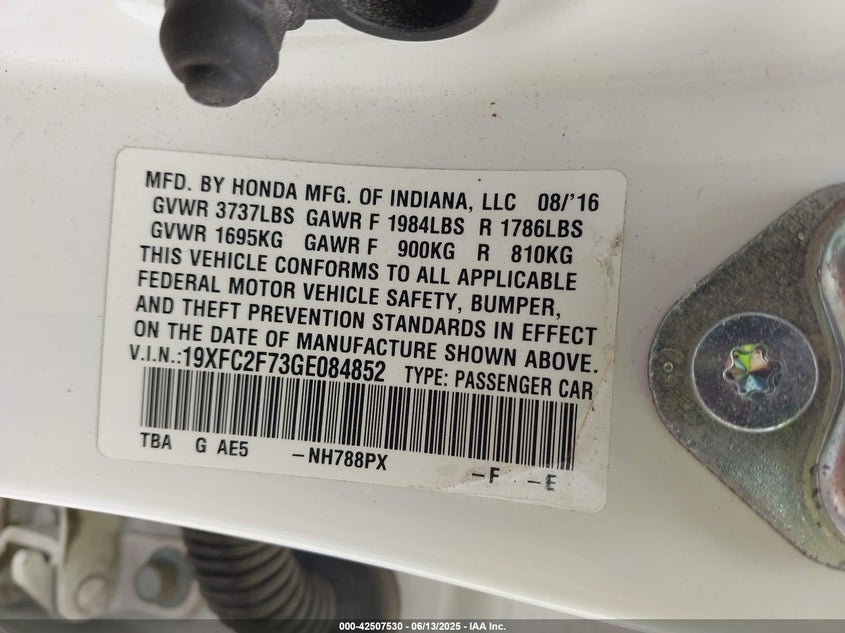 MFD. BY HONDA MFG. OF INDIANA, LLC 08/'16
GVWR 3737LBS GAWR F 1984LBS R 1786LBS
GVWR 1695KG GAWR F 900KG R 810KG
THIS VEHICLE CONFORMS TO ALL APPLICABLE
FEDERAL MOTOR VEHICLE SAFETY, BUMPER,
AND THEFT PREVENTION STANDARDS IN EFFECT
ON THE DATE OF MANUFACTURE SHOWN ABOVE.
V.I.N.:19XFC2F73GE084852 TYPE: PASSENGER CAR
TBA G AE5 -NH788PX -F -E
000-42507530 - 06/13/2025 - IAA Inc.